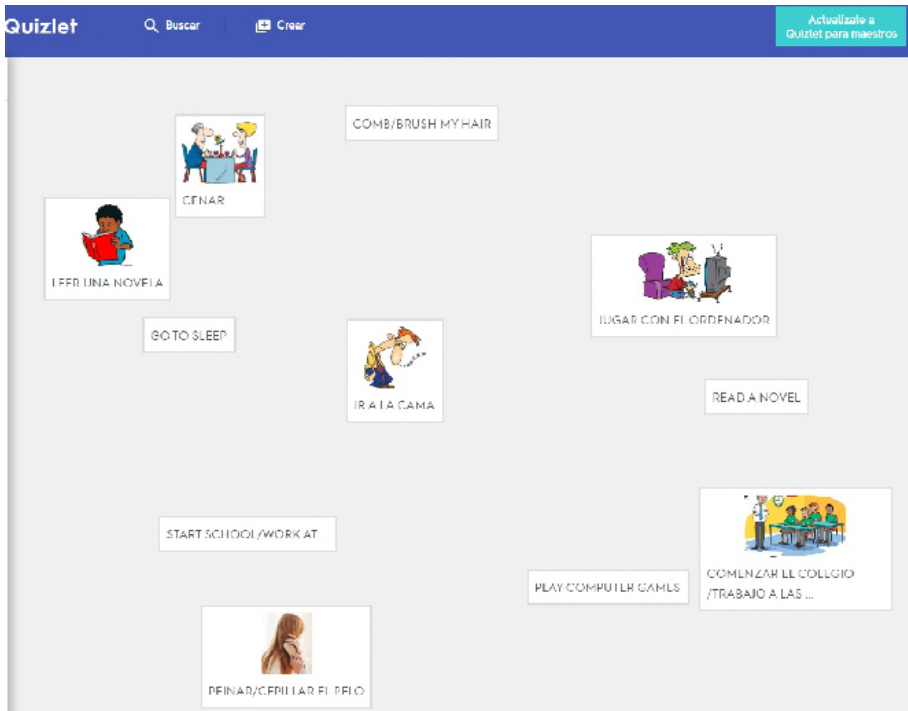 Quizlet
Buscar
Crear
Actualízate a
Quizlet para maestros
COMB/BRUSH MY HAIR
CENAR
LEER UNA NOVELA
JUGAR CON EL ORDENADOR
GO TO SLEEP
IR A LA CAMA
READ A NOVEL
START SCHOOL/WORK AT
COMENZAR EL COLEGIO
/TRABAJO A LAS ...
PLAY COMPUTER GAMES
PEINAR/CEPILLAR EL PELO